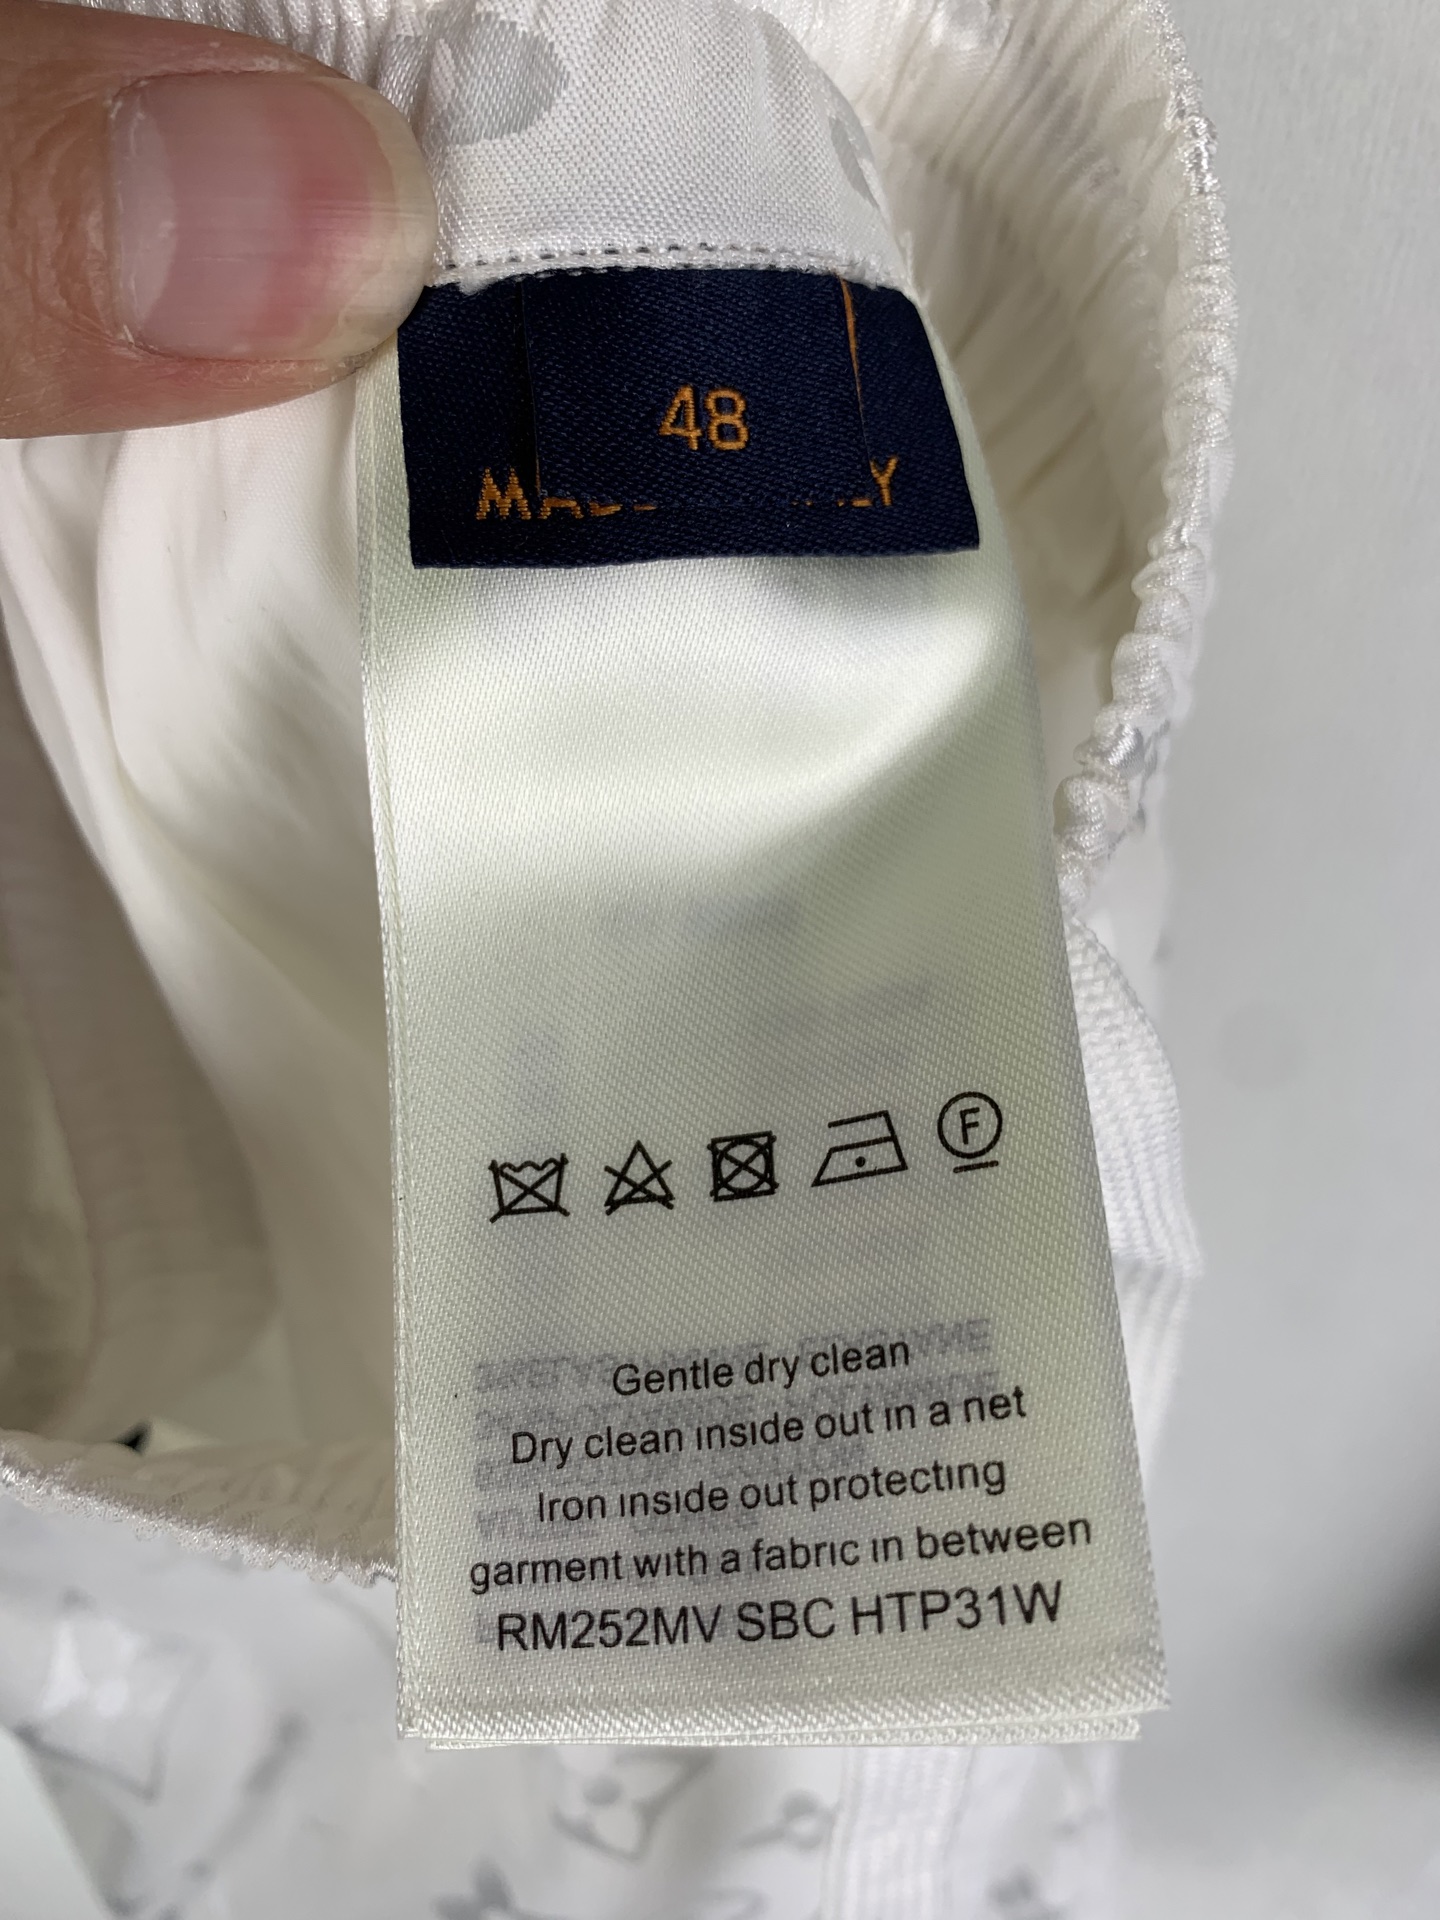 48
F
Gentle dry clean
Dry clean inside out in a net
Iron inside out protecting
garment with a fabric in between
RM252MV SBC HTP31W